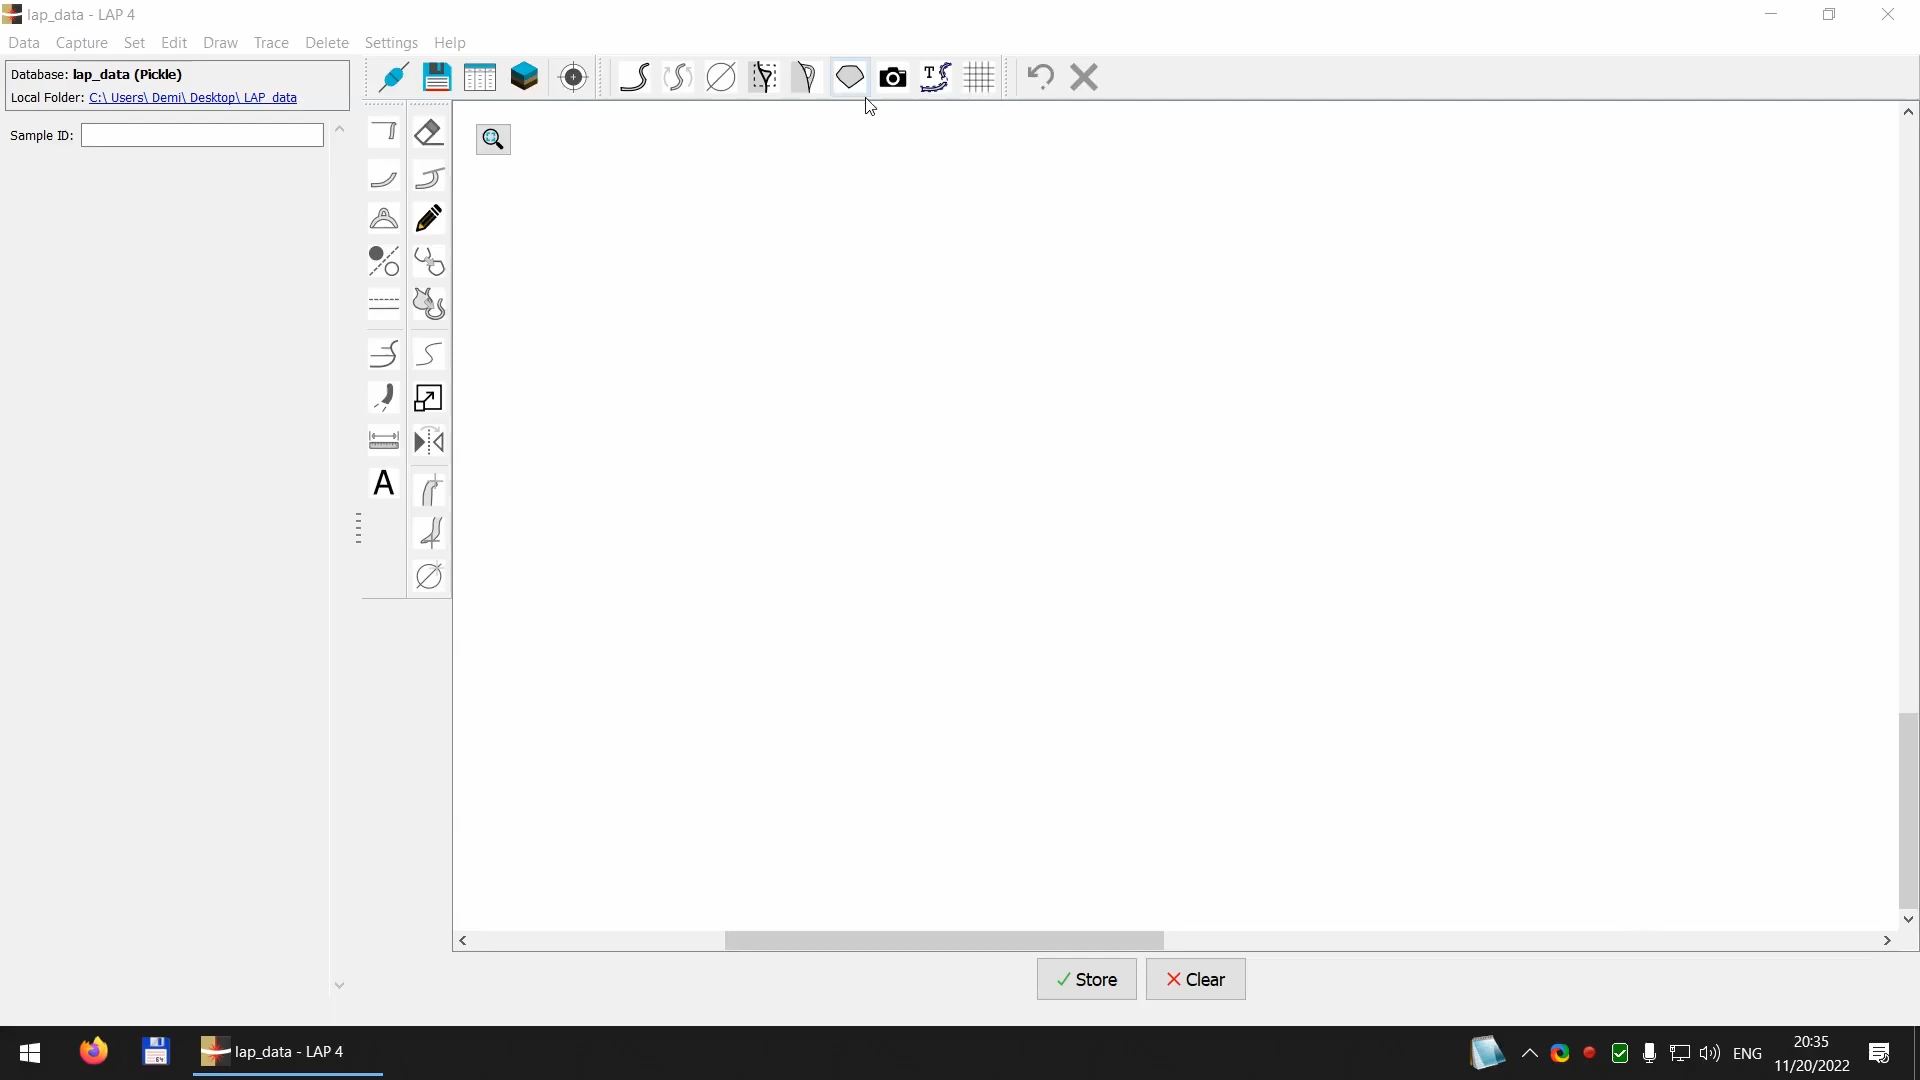 lap_data - LAP 4
Data Capture Set Edit Draw Trace Delete Settings Help
Database: lap_data (Pickle)
Local Folder: C:\ Users\ Demi\ Desktop\ LAP_data
Sample ID:
T
A
Store
Clear
lap_data - LAP 4
64
ENG
20:35
11/20/2022